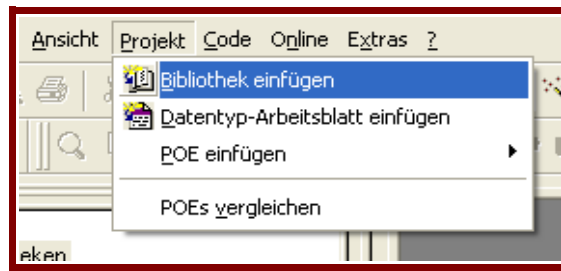 Ansicht Projekt Code Online Extras ?
Bibliothek einfügen
Datentyp-Arbeitsblatt einfügen
POE einfügen
POEs vergleichen
eken